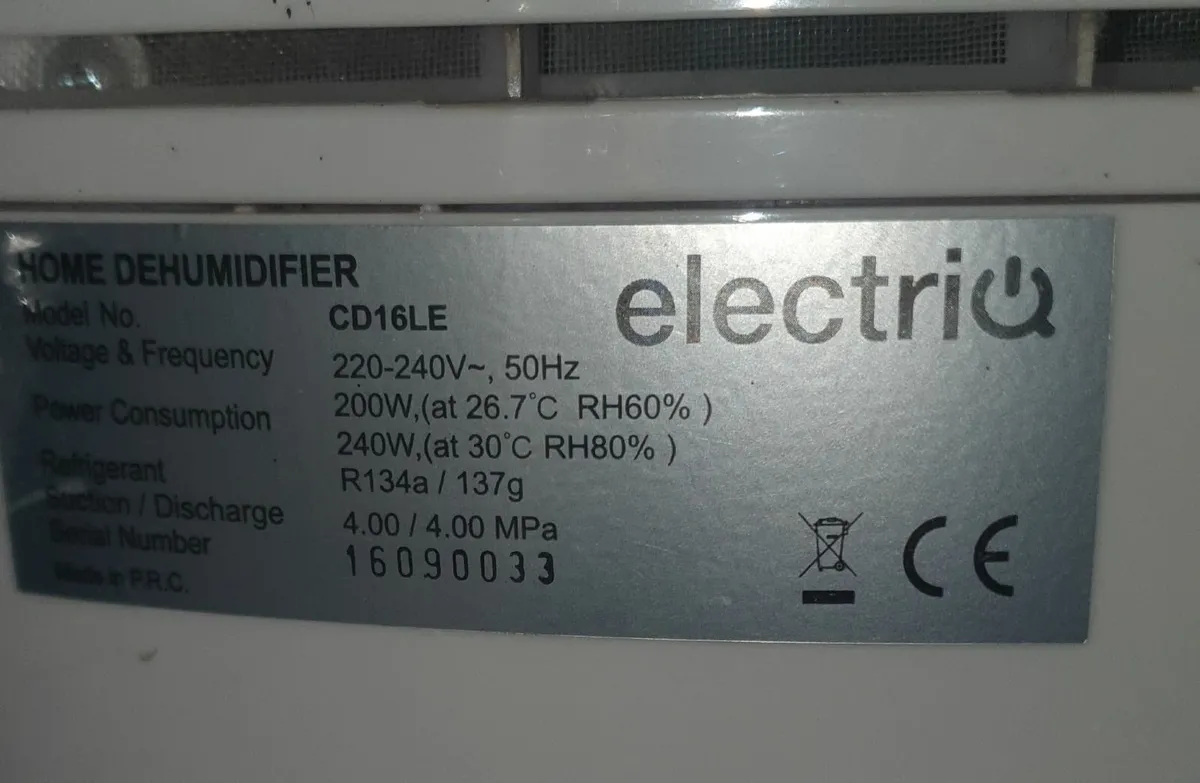 HOME DEHUMIDIFIER
electriQ
Model No. CD16LE
Voltage & Frequency 220-240V~, 50Hz
Power Consumption 200W,(at 26.7°C RH60% )
240W,(at 30°C RH80% )
Refrigerant R134a / 137g
Suction / Discharge 4.00 / 4.00 MPa
Serial Number 16090033
Made in P.R.C.
CE